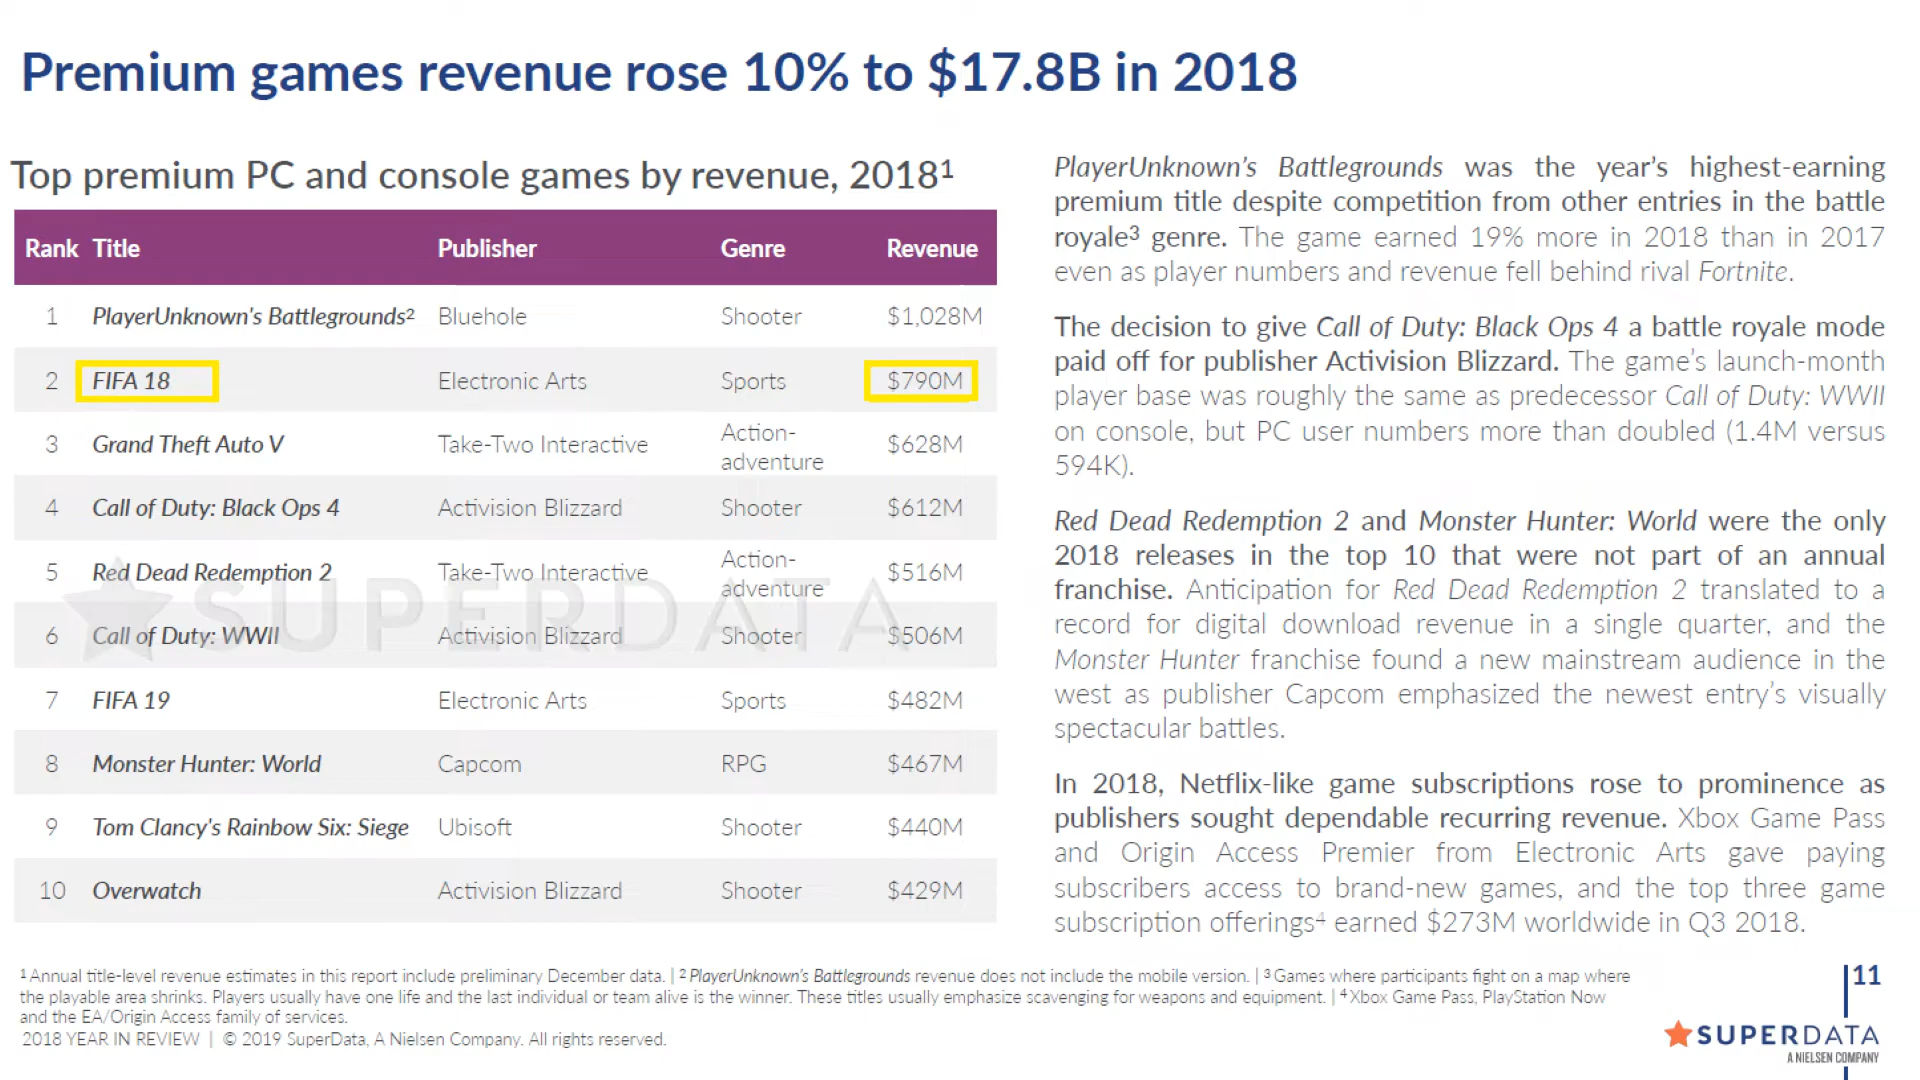 Premium games revenue rose 10% to $17.8B in 2018
Top premium PC and console games by revenue, 2018¹
Rank Title Publisher Genre Revenue
1 PlayerUnknown's Battlegrounds² Bluehole Shooter $1,028M
2 FIFA 18 Electronic Arts Sports $790M
3 Grand Theft Auto V Take-Two Interactive Action-adventure $628M
4 Call of Duty: Black Ops 4 Activision Blizzard Shooter $612M
5 Red Dead Redemption 2 Take-Two Interactive Action-adventure $516M
6 Call of Duty: WWII Activision Blizzard Shooter $506M
7 FIFA 19 Electronic Arts Sports $482M
8 Monster Hunter: World Capcom RPG $467M
9 Tom Clancy's Rainbow Six: Siege Ubisoft Shooter $440M
10 Overwatch Activision Blizzard Shooter $429M
SUPERDATA
PlayerUnknown's Battlegrounds was the year's highest-earning
premium title despite competition from other entries in the battle
royale³ genre. The game earned 19% more in 2018 than in 2017
even as player numbers and revenue fell behind rival Fortnite.
The decision to give Call of Duty: Black Ops 4 a battle royale mode
paid off for publisher Activision Blizzard. The game's launch-month
player base was roughly the same as predecessor Call of Duty: WWII
on console, but PC user numbers more than doubled (1.4M versus
594K).
Red Dead Redemption 2 and Monster Hunter: World were the only
2018 releases in the top 10 that were not part of an annual
franchise. Anticipation for Red Dead Redemption 2 translated to a
record for digital download revenue in a single quarter, and the
Monster Hunter franchise found a new mainstream audience in the
west as publisher Capcom emphasized the newest entry's visually
spectacular battles.
In 2018, Netflix-like game subscriptions rose to prominence as
publishers sought dependable recurring revenue. Xbox Game Pass
and Origin Access Premier from Electronic Arts gave paying
subscribers access to brand-new games, and the top three game
subscription offerings⁴ earned $273M worldwide in Q3 2018.
¹ Annual title-level revenue estimates in this report include preliminary December data. | ² PlayerUnknown's Battlegrounds revenue does not include the mobile version. | ³ Games where participants fight on a map where
the playable area shrinks. Players usually have one life and the last individual or team alive is the winner. These titles usually emphasize scavenging for weapons and equipment. | ⁴ Xbox Game Pass, PlayStation Now
and the EA/Origin Access family of services.
2018 YEAR IN REVIEW | © 2019 SuperData, A Nielsen Company. All rights reserved.
11
SUPERDATA
A NIELSEN COMPANY